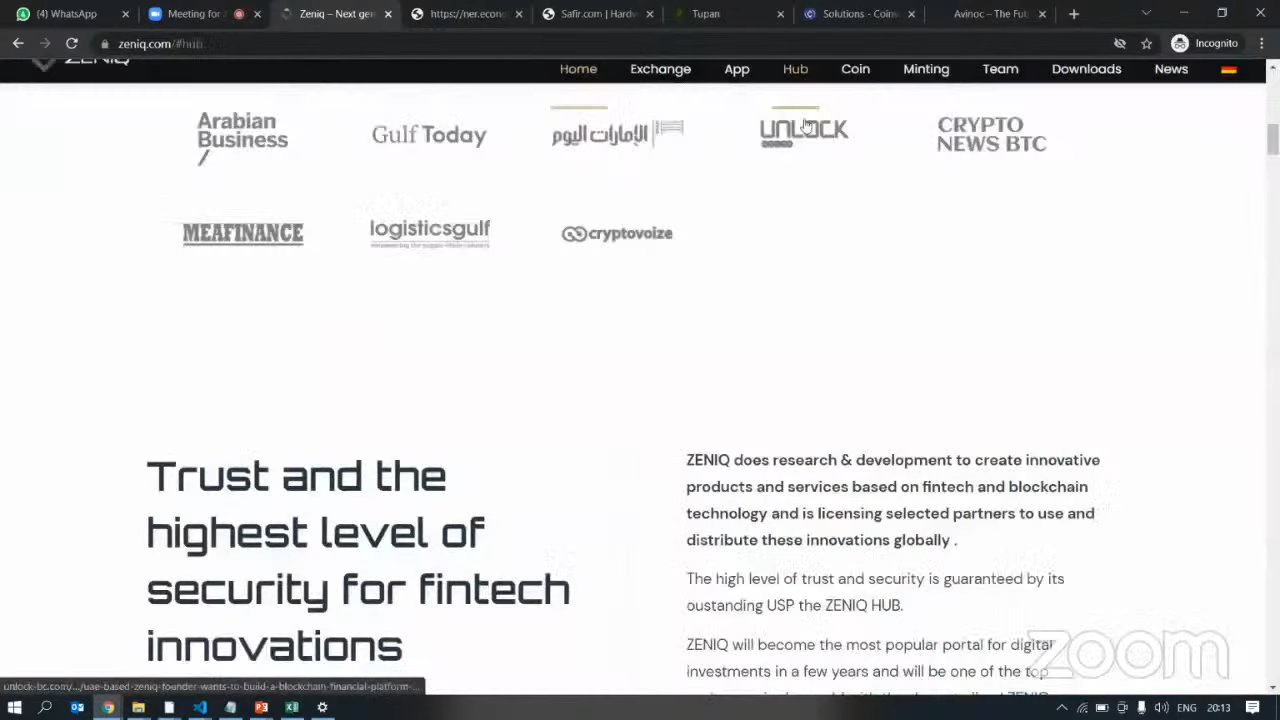 (4) WhatsApp
Meeting for a
Zeniq – Next gen
https://ner.econo
Safir.com | Hardw
Tupan
Solutions - Coinu
Avinoc – The Fut
zeniq.com/#hub
Incognito
ZENIQ
Home
Exchange
App
Hub
Coin
Minting
Team
Downloads
News
Arabian
Business
/
Gulf Today
الإمارات اليوم
UNLOCK
CRYPTO
NEWS BTC
MEAFINANCE
logisticsgulf
cryptovoize
Trust and the
highest level of
security for fintech
innovations
ZENIQ does research & development to create innovative
products and services based on fintech and blockchain
technology and is licensing selected partners to use and
distribute these innovations globally .
The high level of trust and security is guaranteed by its
oustanding USP the ZENIQ HUB.
ZENIQ will become the most popular portal for digital
investments in a few years and will be one of the top
zoom
unlock-bc.com/.../uae-based-zeniq-founder-wants-to-build-a-blockchain-financial-platform-...
ENG
20:13